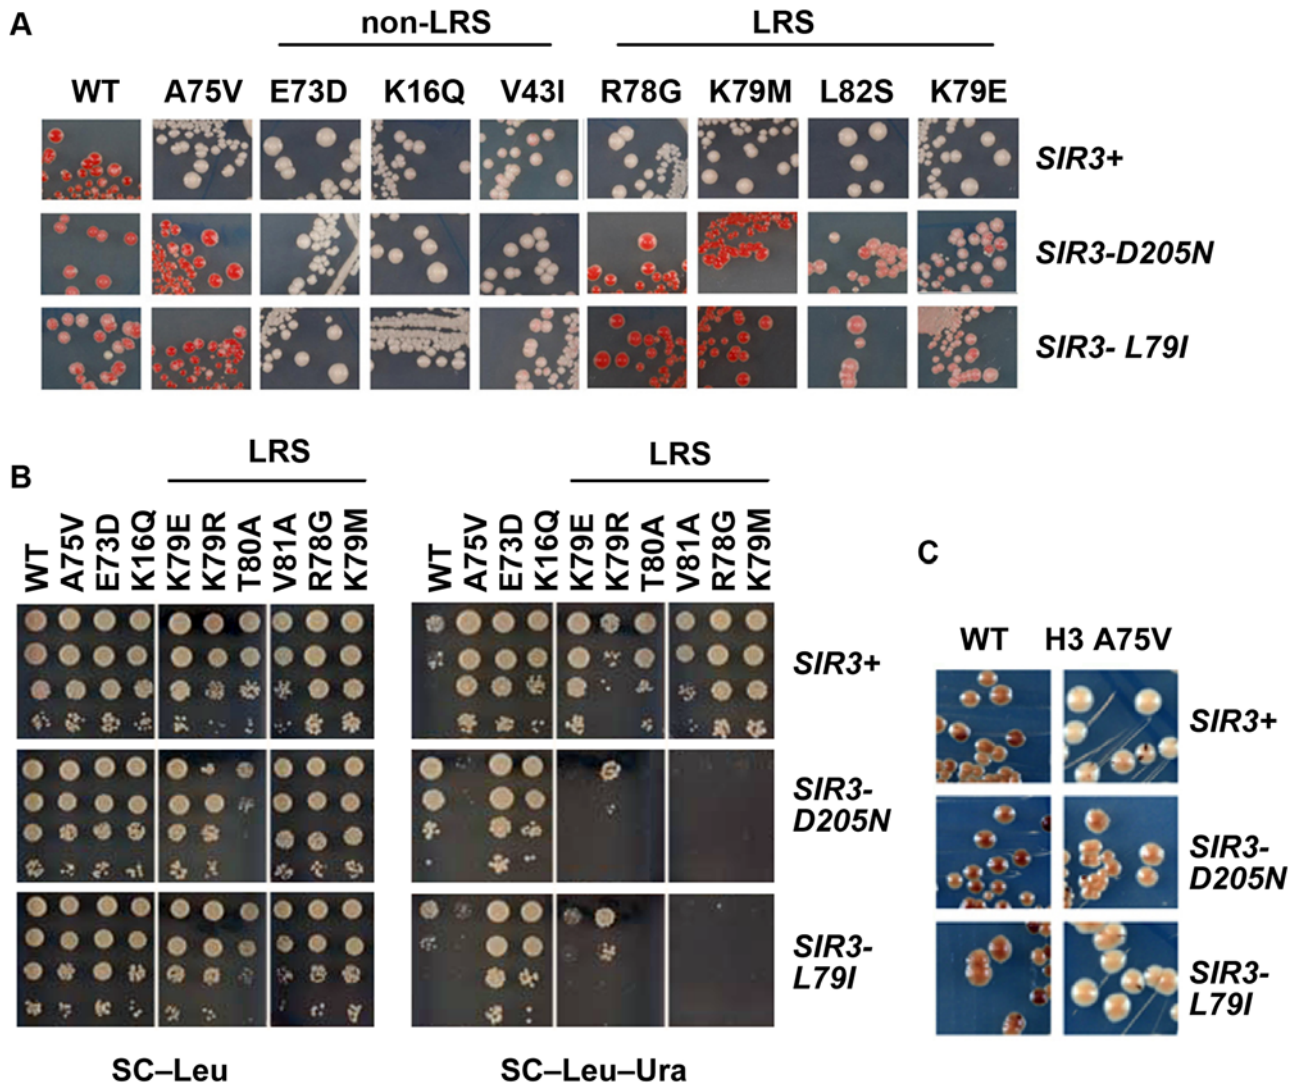 A
non-LRS
LRS
WT
A75V
E73D
K16Q
V43I
R78G
K79M
L82S
K79E
SIR3+
SIR3-D205N
SIR3- L79I
B
LRS
LRS
WT
A75V
E73D
K16Q
K79E
K79R
T80A
V81A
R78G
K79M
WT
A75V
E73D
K16Q
K79E
K79R
T80A
V81A
R78G
K79M
SIR3+
SIR3-
D205N
SIR3-
L79I
SC–Leu
SC–Leu–Ura
C
WT
H3 A75V
SIR3+
SIR3-
D205N
SIR3-
L79I